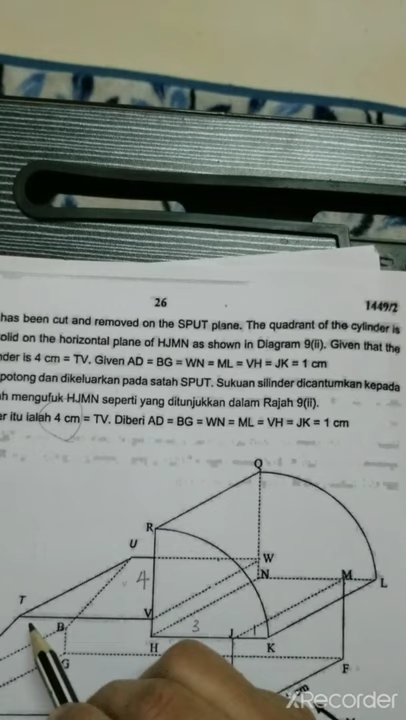 26
1449/2
has been cut and removed on the SPUT plane. The quadrant of the cylinder is
olid on the horizontal plane of HJMN as shown in Diagram 9(ii). Given that the
nder is 4 cm = TV. Given AD = BG = WN = ML = VH = JK = 1 cm
potong dan dikeluarkan pada satah SPUT. Sukuan silinder dicantumkan kepada
h mengufuk HJMN seperti yang ditunjukkan dalam Rajah 9(ii).
er itu ialah 4 cm = TV. Diberi AD = BG = WN = ML = VH = JK = 1 cm
Q
R
U
W
4
N
M
L
T
V
B
3
J
1
H
K
G
F
XRecorder